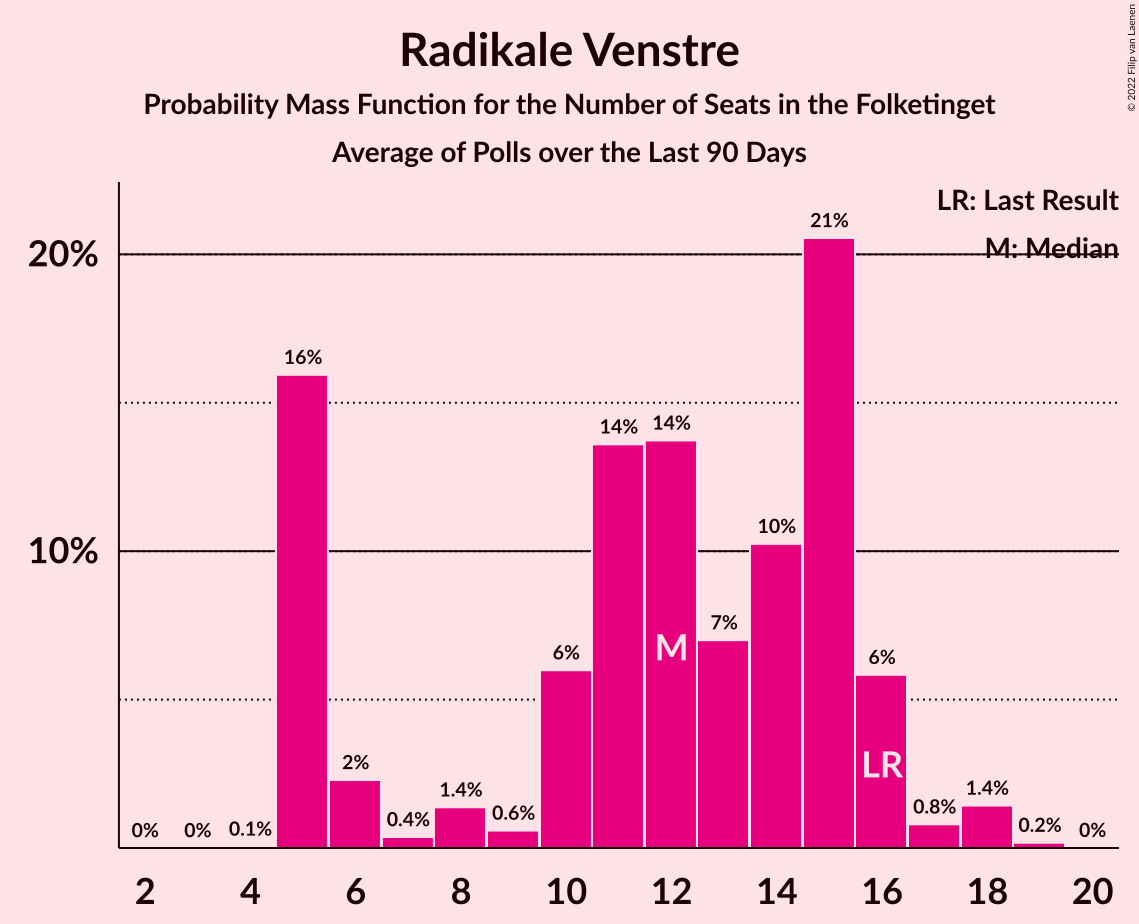 Radikale Venstre
Probability Mass Function for the Number of Seats in the Folketinget
Average of Polls over the Last 90 Days
© 2022 Filip van Laenen
LR: Last Result
M: Median
20%
10%
0%
0%
0.1%
16%
2%
0.4%
1.4%
0.6%
6%
14%
14%
7%
10%
21%
6%
0.8%
1.4%
0.2%
0%
M
LR
2 4 6 8 10 12 14 16 18 20